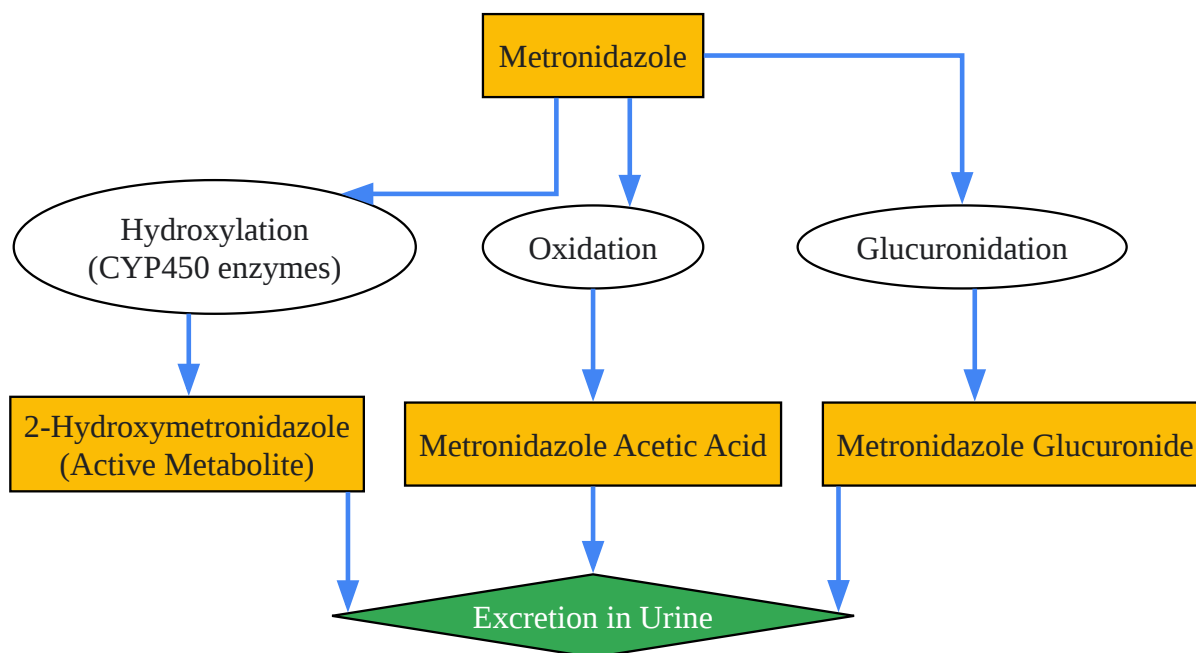 Metronidazole
Hydroxylation
(CYP450 enzymes)
Oxidation
Glucuronidation
2-Hydroxymetronidazole
(Active Metabolite)
Metronidazole Acetic Acid
Metronidazole Glucuronide
Excretion in Urine